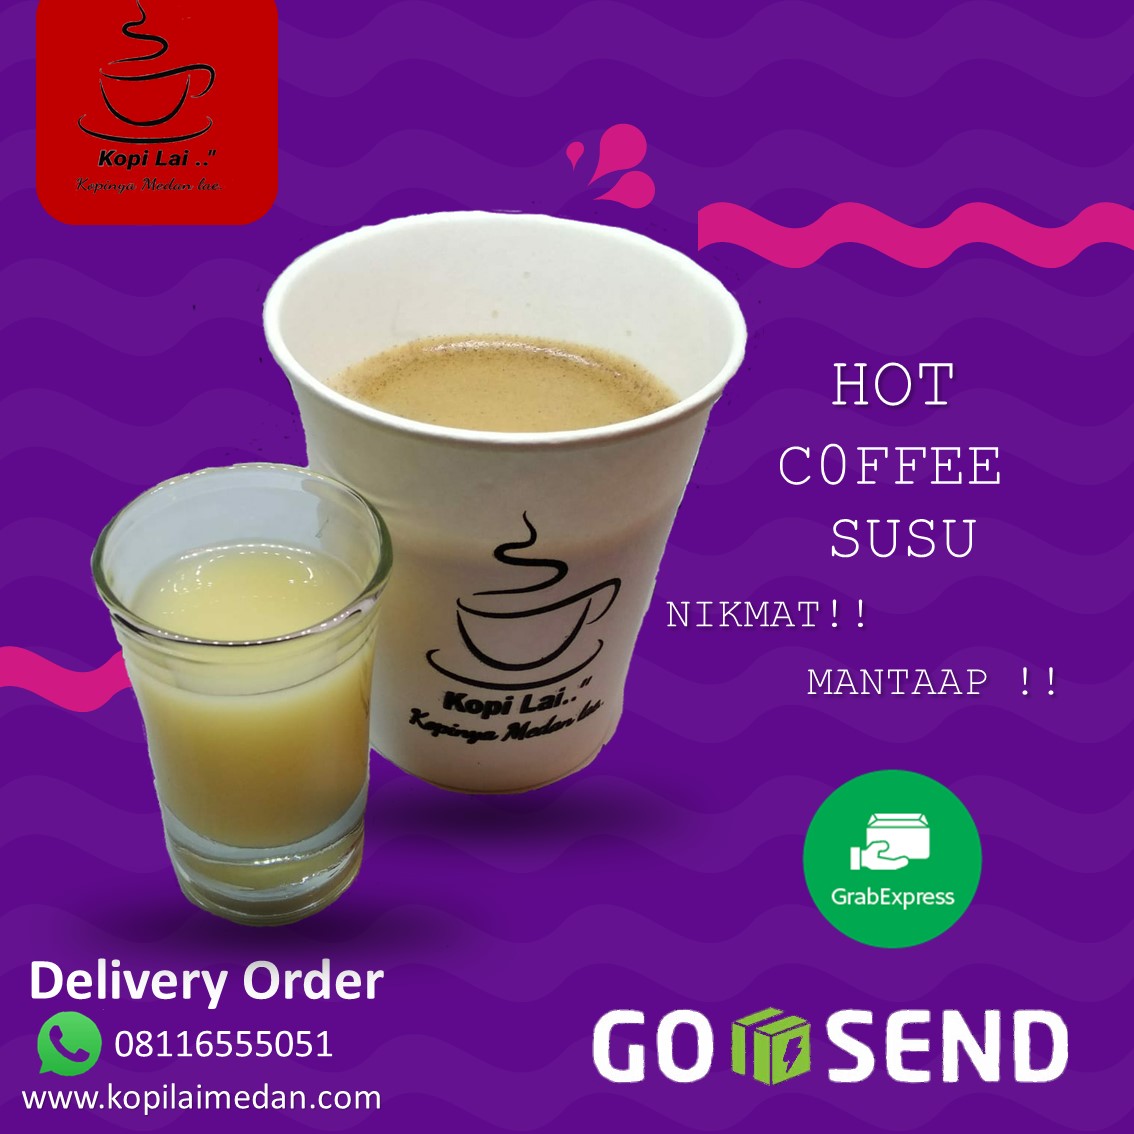 Kopi Lai .."
Kopinya Medan lae.
HOT
C0FFEE
SUSU
NIKMAT!!
MANTAAP !!
Kopi Lai.."
Kopinya Medan lae.
GrabExpress
Delivery Order
08116555051
www.kopilaimedan.com
GO SEND